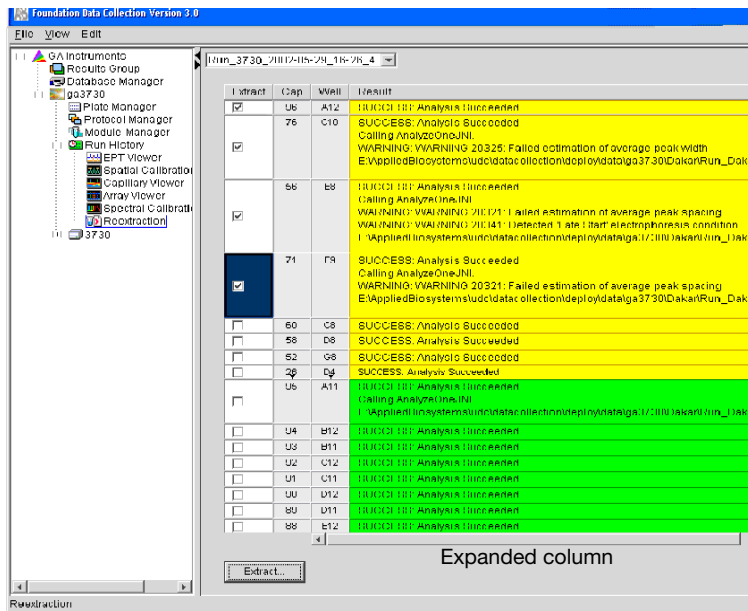 Foundation Data Collection Version 3.0
File View Edit
GA Instruments
Results Group
Database Manager
ga3730
Plate Manager
Protocol Manager
Module Manager
Run History
EPT Viewer
Spatial Calibration
Capillary Viewer
Array Viewer
Spectral Calibrati
Reextraction
3730
Run_3730_2002-05-29_16-26_4
Extract Cap Well Result
A12 SUCCESS: Analysis Succeeded
76 C10 SUCCESS: Analysis Succeeded
Calling AnalyzeOneJNI.
WARNING: WARNING 20325: Failed estimation of average peak width
E:\AppliedBiosystems\udc\datacollection\deploy\data\ga3730\Dakar\Run_Dak
56 E8 SUCCESS: Analysis Succeeded
Calling AnalyzeOneJNI
WARNING: WARNING 20321: Failed estimation of average peak spacing
WARNING: WARNING 20341: Detected 'Late Start' electrophoresis condition
E:\AppliedBiosystems\udc\datacollection\deploy\data\ga3730\Dakar\Run_Dak
71 SUCCESS: Analysis Succeeded
Calling AnalyzeOneJNI.
WARNING: WARNING 20321: Failed estimation of average peak spacing
E:\AppliedBiosystems\udc\datacollection\deploy\data\ga3730\Dakar\Run_Dak
60 C8 SUCCESS: Analysis Succeeded
58 D8 SUCCESS: Analysis Succeeded
52 G8 SUCCESS: Analysis Succeeded
26 D4 SUCCESS: Analysis Succeeded
A11 SUCCESS: Analysis Succeeded
Calling AnalyzeOneJNI
E:\AppliedBiosystems\udc\datacollection\deploy\data\ga3730\Dakar\Run_Dak
B12 SUCCESS: Analysis Succeeded
B11 SUCCESS: Analysis Succeeded
C12 SUCCESS: Analysis Succeeded
C11 SUCCESS: Analysis Succeeded
D12 SUCCESS: Analysis Succeeded
D11 SUCCESS: Analysis Succeeded
88 E12 SUCCESS: Analysis Succeeded
Expanded column
Extract...
Reextraction